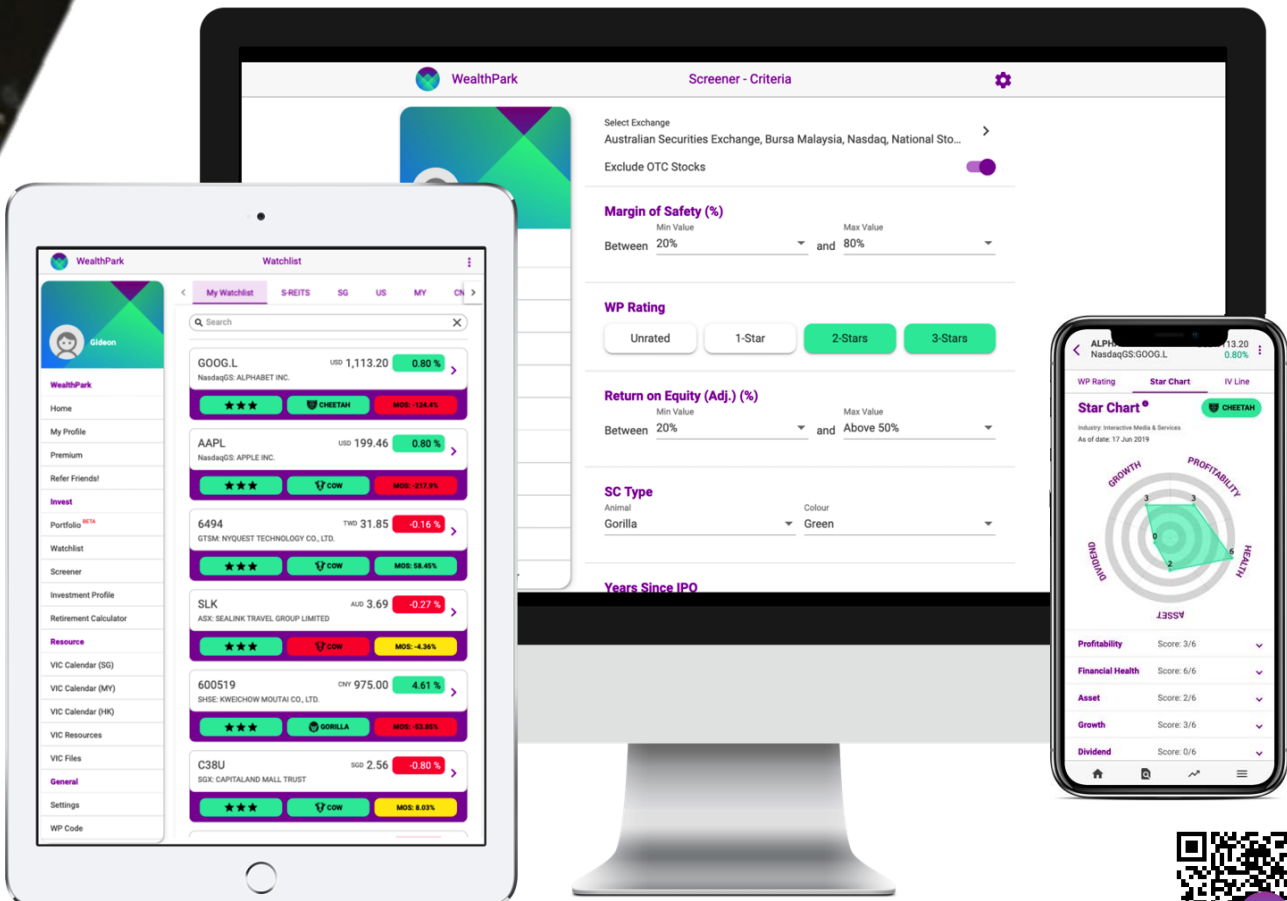 WealthPark
Screener - Criteria
Select Exchange
Australian Securities Exchange, Bursa Malaysia, Nasdaq, National Sto...
Exclude OTC Stocks
Margin of Safety (%)
Min Value
Max Value
Between 20% and 80%
WP Rating
Unrated 1-Star 2-Stars 3-Stars
Return on Equity (Adj.) (%)
Min Value
Max Value
Between 20% and Above 50%
SC Type
Animal
Colour
Gorilla
Green
Years Since IPO
WealthPark
Watchlist
Gideon
WealthPark
Home
My Profile
Premium
Refer Friends!
Invest
Portfolio BETA
Watchlist
Screener
Investment Profile
Retirement Calculator
Resource
VIC Calendar (SG)
VIC Calendar (MY)
VIC Calendar (HK)
VIC Resources
VIC Files
General
Settings
WP Code
My Watchlist S-REITS SG US MY CN
Search
GOOG.L USD 1,113.20 0.80 %
NasdaqGS: ALPHABET INC.
CHEETAH MOS: -124.4%
AAPL USD 199.46 0.80 %
NasdaqGS: APPLE INC.
COW MOS: -217.9%
6494 TWD 31.85 -0.16 %
GTSM: NYQUEST TECHNOLOGY CO., LTD.
COW MOS: 58.45%
SLK AUD 3.69 -0.27 %
ASX: SEALINK TRAVEL GROUP LIMITED
COW MOS: -4.36%
600519 CNY 975.00 4.61 %
SHSE: KWEICHOW MOUTAI CO., LTD.
GORILLA MOS: -53.85%
C38U SGD 2.56 -0.80 %
SGX: CAPITALAND MALL TRUST
COW MOS: 8.03%
ALPH 13.20
NasdaqGS:GOOG.L 0.80%
WP Rating Star Chart IV Line
Star Chart
CHEETAH
Industry: Interactive Media & Services
As of date: 17 Jun 2019
GROWTH
PROFITABILITY
HEALTH
ASSET
DIVIDEND
3 3
0
6
2
Profitability Score: 3/6
Financial Health Score: 6/6
Asset Score: 2/6
Growth Score: 3/6
Dividend Score: 0/6